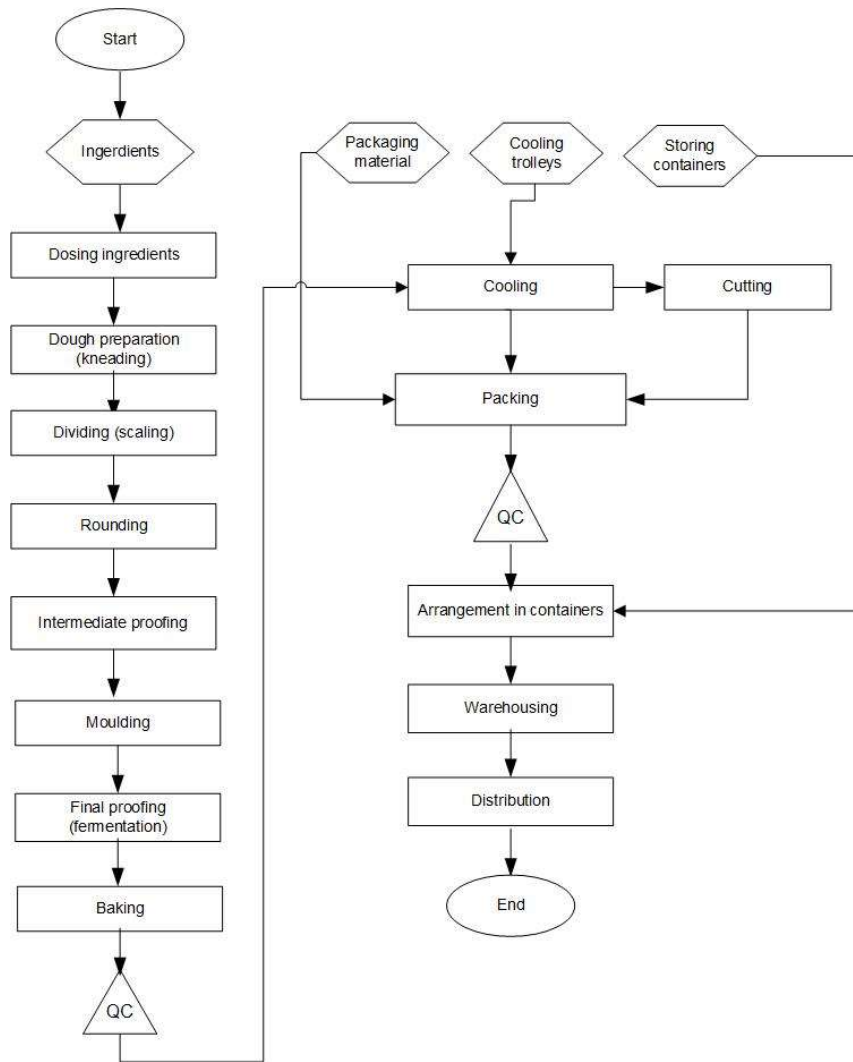 Start
Ingerdients
Dosing ingredients
Dough preparation
(kneading)
Dividing (scaling)
Rounding
Intermediate proofing
Moulding
Final proofing
(fermentation)
Baking
QC
Packaging
material
Cooling
trolleys
Storing
containers
Cooling
Cutting
Packing
QC
Arrangement in containers
Warehousing
Distribution
End